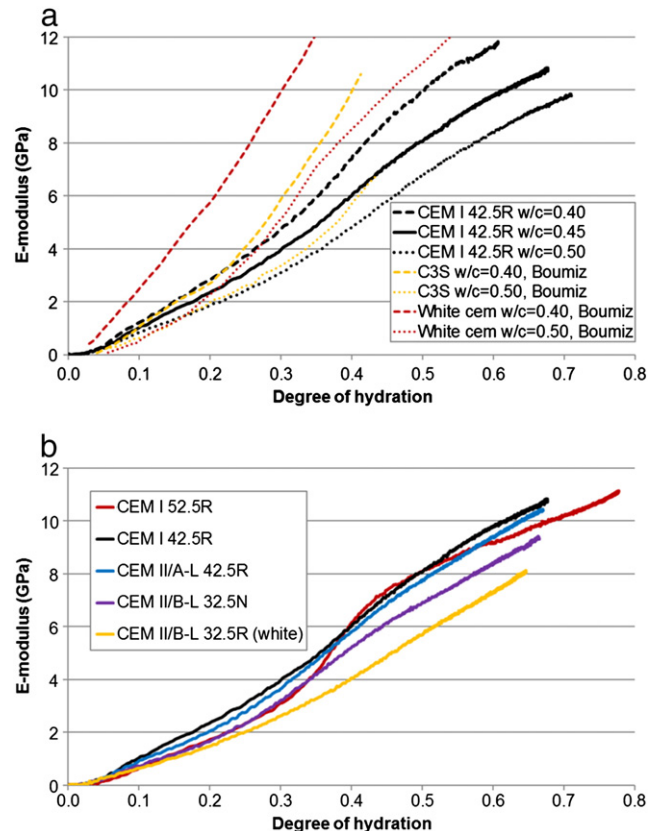 a
12
10
8
6
4
2
0
E-modulus (GPa)
CEM I 42.5R w/c=0.40
CEM I 42.5R w/c=0.45
CEM I 42.5R w/c=0.50
C3S w/c=0.40, Boumiz
C3S w/c=0.50, Boumiz
White cem w/c=0.40, Boumiz
White cem w/c=0.50, Boumiz
0.0 0.1 0.2 0.3 0.4 0.5 0.6 0.7 0.8
Degree of hydration
b
12
10
8
6
4
2
0
E-modulus (GPa)
CEM I 52.5R
CEM I 42.5R
CEM II/A-L 42.5R
CEM II/B-L 32.5N
CEM II/B-L 32.5R (white)
0.0 0.1 0.2 0.3 0.4 0.5 0.6 0.7 0.8
Degree of hydration